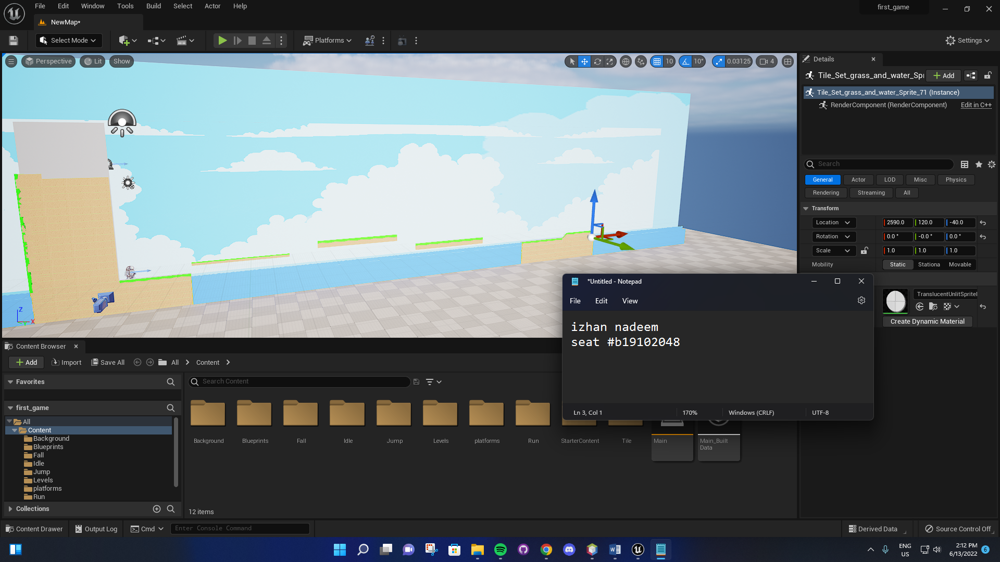 File Edit Window Tools Build Select Actor Help
first_game
NewMap*
Select Mode
Platforms
Settings
Perspective Lit Show
10 10° 0.03125 4
Details
Tile_Set_grass_and_water_Spr
Add
Tile_Set_grass_and_water_Sprite_71 (Instance)
RenderComponent (RenderComponent) Edit in C++
Search
General Actor LOD Misc Physics
Rendering Streaming All
Transform
Location 2590.0 120.0 -40.0
Rotation 0.0 ° -0.0 ° 0.0 °
Scale 1.0 1.0 1.0
Mobility Static Stationa Movable
TranslucentUnlitSpriteI
Create Dynamic Material
Z
X
*Untitled - Notepad
File Edit View
izhan nadeem
seat #b19102048
Ln 3, Col 1 170% Windows (CRLF) UTF-8
Content Browser
Add Import Save All All Content
Favorites
Search Content
first_game
All
Content
Background
Blueprints
Fall
Idle
Jump
Levels
platforms
Run
Collections
Background Blueprints Fall Idle Jump Levels platforms Run StarterContent Tile Main Main_Built
Data
12 items
Content Drawer Output Log Cmd Enter Console Command Derived Data Source Control Off
ENG
US
2:12 PM
6/13/2022
6